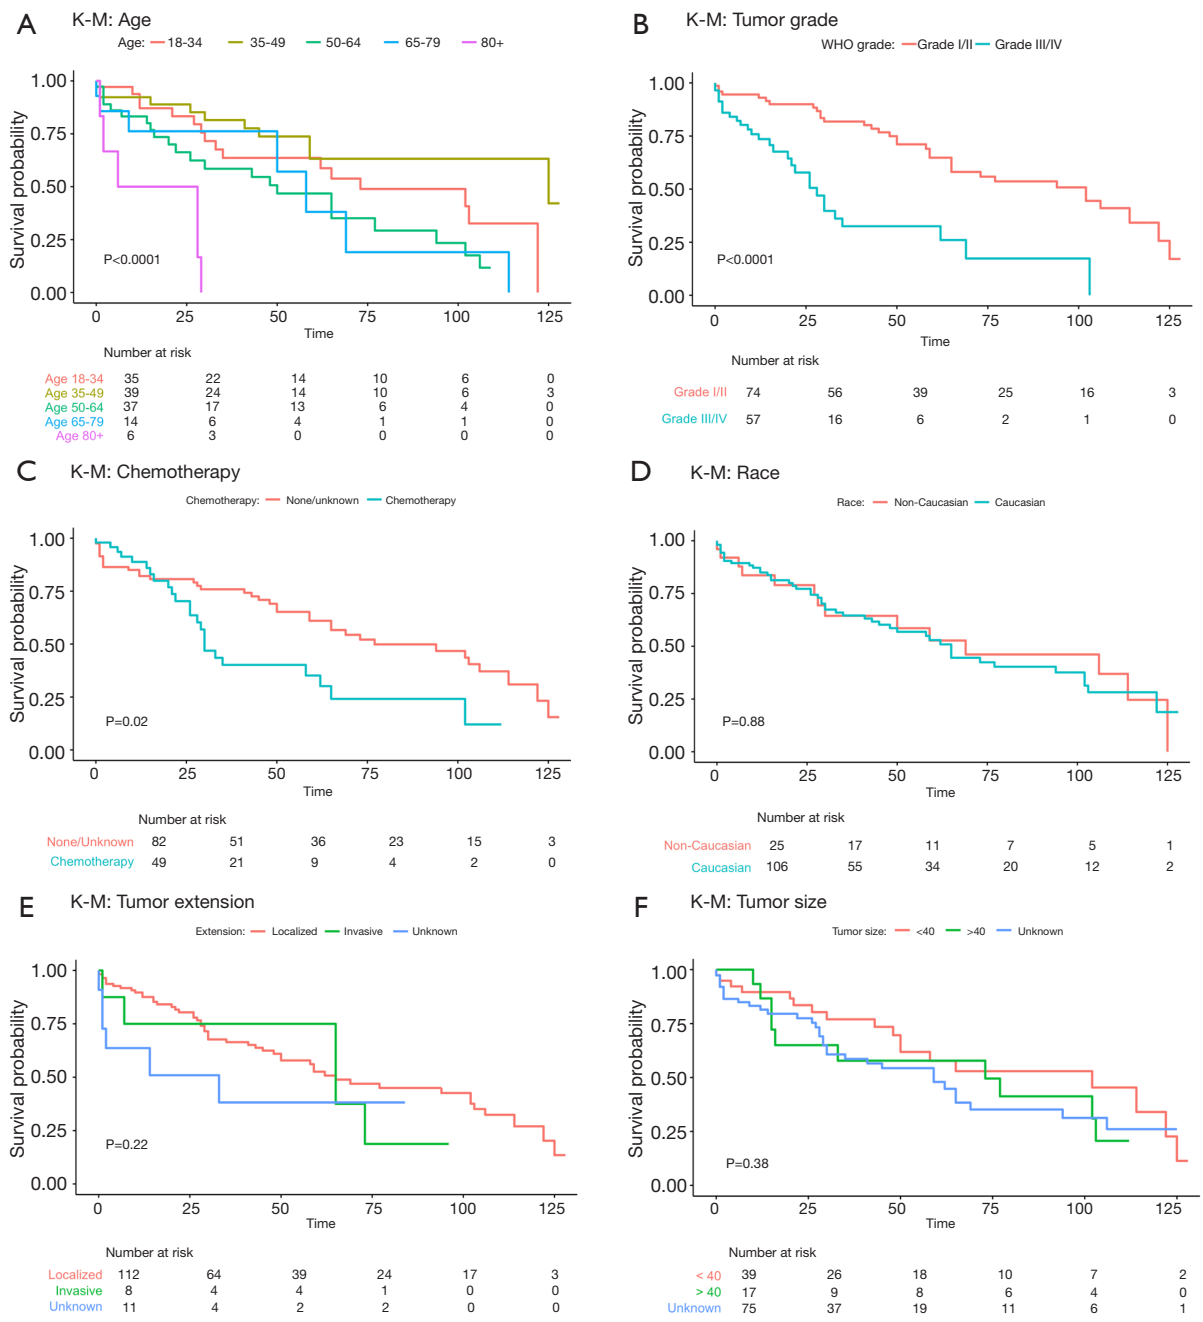 A K-M: Age
Age: 18-34 35-49 50-64 65-79 80+
Survival probability
1.00
0.75
0.50
0.25
0.00
P<0.0001
0 25 50 75 100 125
Time
Number at risk
Age 18-34 35 22 14 10 6 0
Age 35-49 39 24 14 10 6 3
Age 50-64 37 17 13 6 4 0
Age 65-79 14 6 4 1 1 0
Age 80+ 6 3 0 0 0 0
B K-M: Tumor grade
WHO grade: Grade I/II Grade III/IV
Survival probability
1.00
0.75
0.50
0.25
0.00
P<0.0001
0 25 50 75 100 125
Time
Number at risk
Grade I/II 74 56 39 25 16 3
Grade III/IV 57 16 6 2 1 0
C K-M: Chemotherapy
Chemotherapy: None/unknown Chemotherapy
Survival probability
1.00
0.75
0.50
0.25
0.00
P=0.02
0 25 50 75 100 125
Time
Number at risk
None/Unknown 82 51 36 23 15 3
Chemotherapy 49 21 9 4 2 0
D K-M: Race
Race: Non-Caucasian Caucasian
Survival probability
1.00
0.75
0.50
0.25
0.00
P=0.88
0 25 50 75 100 125
Time
Number at risk
Non-Caucasian 25 17 11 7 5 1
Caucasian 106 55 34 20 12 2
E K-M: Tumor extension
Extension: Localized Invasive Unknown
Survival probability
1.00
0.75
0.50
0.25
0.00
P=0.22
0 25 50 75 100 125
Time
Number at risk
Localized 112 64 39 24 17 3
Invasive 8 4 4 1 0 0
Unknown 11 4 2 2 0 0
F K-M: Tumor size
Tumor size: <40 >40 Unknown
Survival probability
1.00
0.75
0.50
0.25
0.00
P=0.38
0 25 50 75 100 125
Time
Number at risk
< 40 39 26 18 10 7 2
> 40 17 9 8 6 4 0
Unknown 75 37 19 11 6 1